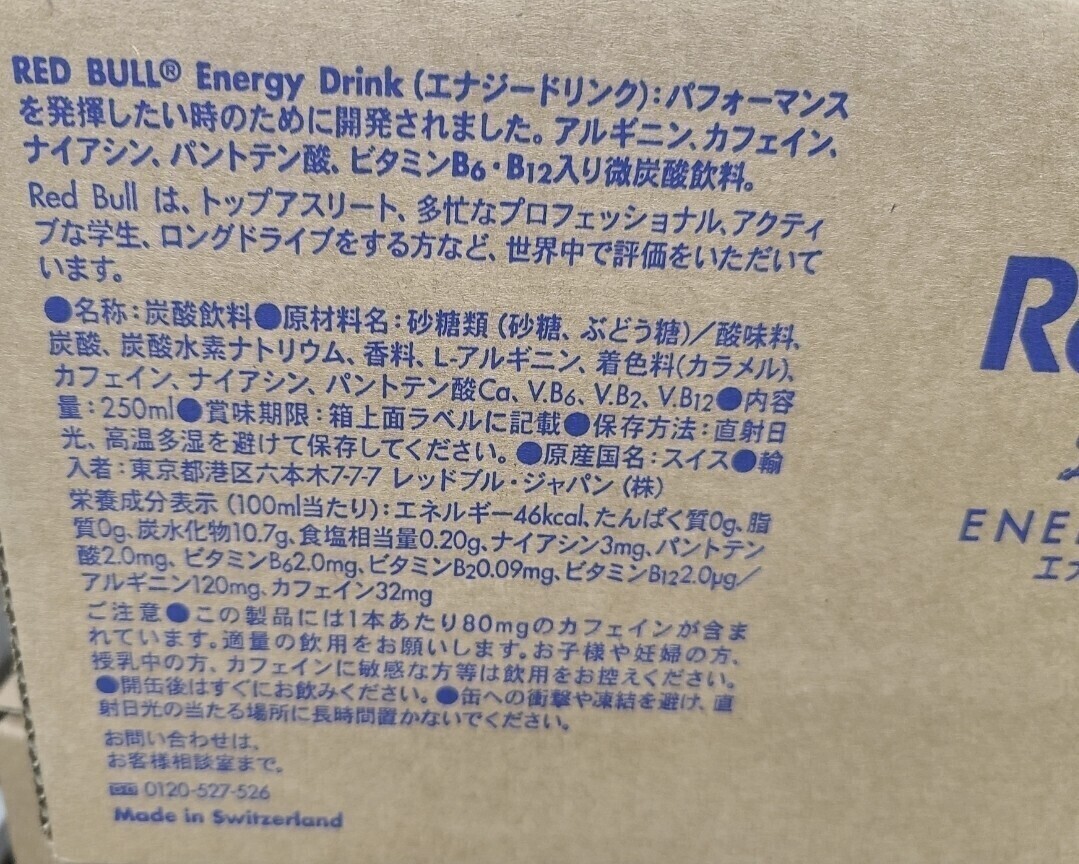 RED BULL® Energy Drink (エナジードリンク):パフォーマンス
を発揮したい時のために開発されました。アルギニン、カフェイン、
ナイアシン、パントテン酸、ビタミンB6・B12入り微炭酸飲料。
Red Bull は、トップアスリート、多忙なプロフェッショナル、アクティ
ブな学生、ロングドライブをする方など、世界中で評価をいただいて
います。
●名称:炭酸飲料●原材料名:砂糖類(砂糖、ぶどう糖)/酸味料、
炭酸、炭酸水素ナトリウム、香料、L-アルギニン、着色料(カラメル)、
カフェイン、ナイアシン、パントテン酸Ca、V.B6、V.B2、V.B12●内容
量:250ml●賞味期限:箱上面ラベルに記載●保存方法:直射日
光、高温多湿を避けて保存してください。●原産国名:スイス●輸
入者:東京都港区六本木7-7-7 レッドブル・ジャパン(株)
栄養成分表示(100ml当たり):エネルギー46kcal、たんぱく質0g、脂
質0g、炭水化物10.7g、食塩相当量0.20g、ナイアシン3mg、パントテン
酸2.0mg、ビタミンB62.0mg、ビタミンB20.09mg、ビタミンB122.0μg/
アルギニン120mg、カフェイン32mg
ご注意●この製品には1本あたり80mgのカフェインが含ま
れています。適量の飲用をお願いします。お子様や妊婦の方、
授乳中の方、カフェインに敏感な方等は飲用をお控えください。
●開缶後はすぐにお飲みください。●缶への衝撃や凍結を避け、直
射日光の当たる場所に長時間置かないでください。
お問い合わせは、
お客様相談室まで。
0120-527-526
Made in Switzerland
R
ENE
エナ